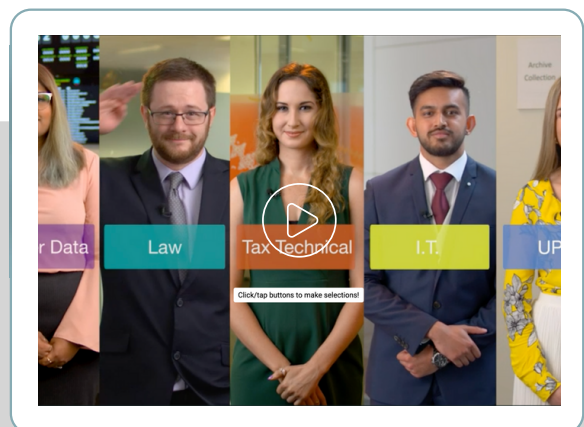 Archive
Collection
r Data
Law
Tax Technical
I.T.
UP
Click/tap buttons to make selections!